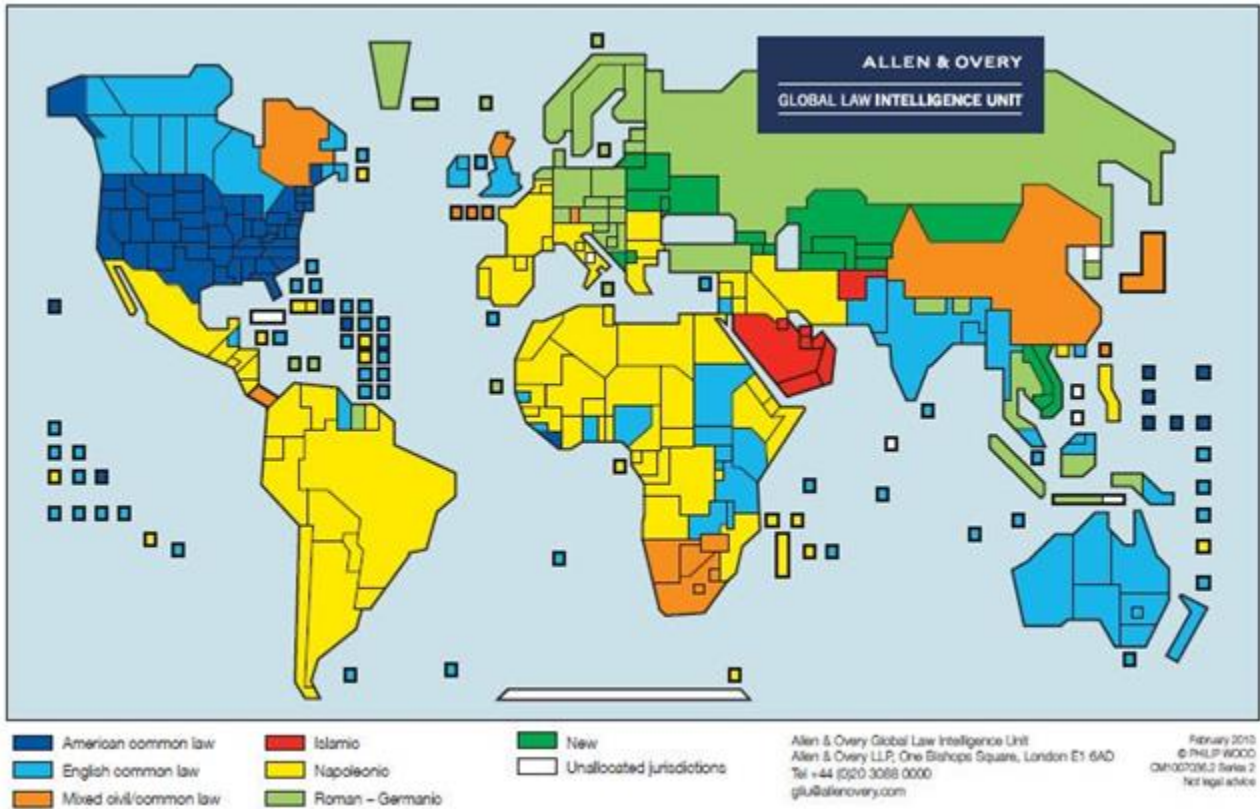 ALLEN & OVERY
GLOBAL LAW INTELLIGENCE UNIT
American common law
English common law
Mixed civil/common law
Islamic
Napoleonic
Roman – Germanic
New
Unallocated jurisdictions
Allen & Overy Global Law Intelligence Unit
Allen & Overy LLP, One Bishops Square, London E1 6AD
Tel +44 (0)20 3088 0000
gliu@allenovery.com
February 2010
© PHILIP WOOD
Series 2
Not legal advice